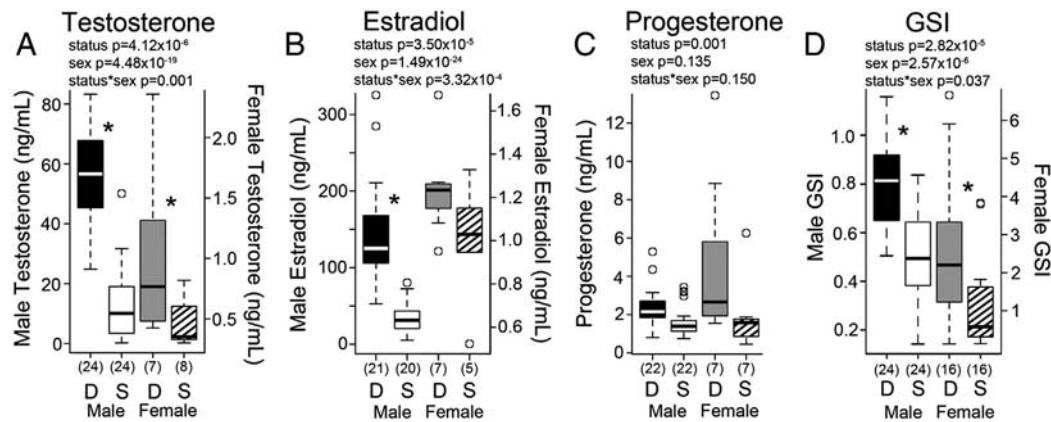 Testosterone
A
status p=4.12x10⁻⁶
sex p=4.48x10⁻¹⁹
status*sex p=0.001
Male Testosterone (ng/mL)
80
60
40
20
0
*
*
2.0
1.5
1.0
0.5
Female Testosterone (ng/mL)
(24) (24) (7) (8)
D S D S
Male Female
Estradiol
B
status p=3.50x10⁻⁵
sex p=1.49x10⁻²⁴
status*sex p=3.32x10⁻⁴
Male Estradiol (ng/mL)
300
200
100
50
0
*
1.6
1.4
1.2
1.0
0.8
0.6
Female Estradiol (ng/mL)
(21) (20) (7) (5)
D S D S
Male Female
Progesterone
C
status p=0.001
sex p=0.135
status*sex p=0.150
Progesterone (ng/mL)
12
10
8
6
4
2
0
(22) (22) (7) (7)
D S D S
Male Female
GSI
D
status p=2.82x10⁻⁵
sex p=2.57x10⁻⁶
status*sex p=0.037
Male GSI
1.0
0.8
0.6
0.4
0.2
*
*
6
5
4
3
2
1
Female GSI
(24) (24) (16) (16)
D S D S
Male Female